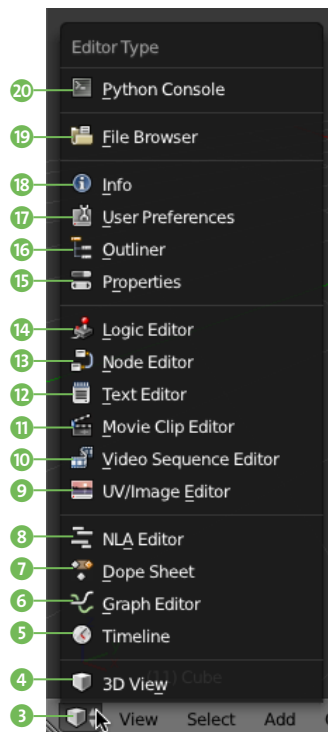 Editor Type
20 Python Console
19 File Browser
18 Info
17 User Preferences
16 Outliner
15 Properties
14 Logic Editor
13 Node Editor
12 Text Editor
11 Movie Clip Editor
10 Video Sequence Editor
9 UV/Image Editor
8 NLA Editor
7 Dope Sheet
6 Graph Editor
5 Timeline
4 3D View (1) Cube
3 View Select Add